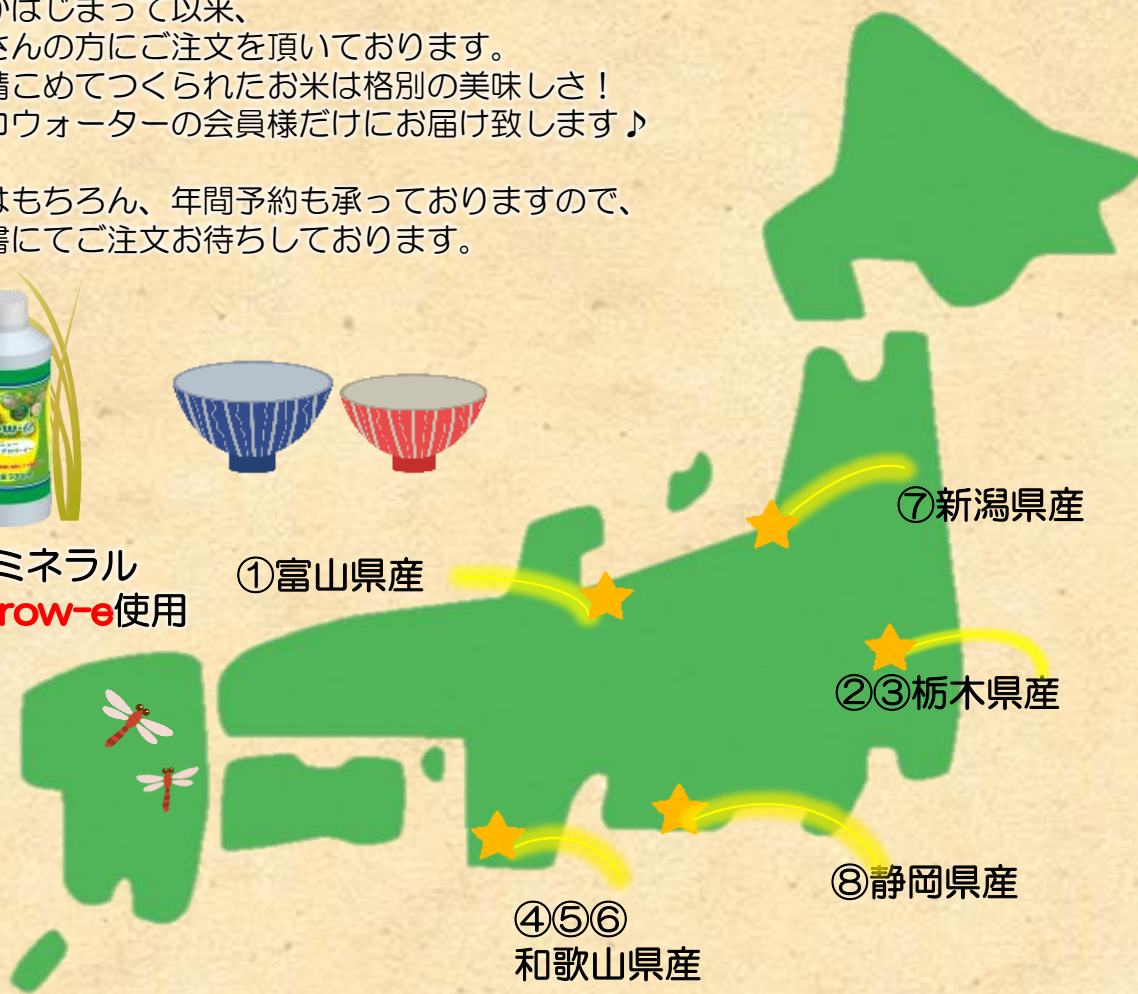 がはじまって以来、
さんの方にご注文を頂いております。
精こめてつくられたお米は格別の美味しさ！
ウォーターの会員様だけにお届け致します♪
はもちろん、年間予約も承っておりますので、
書にてご注文お待ちしております。
ミネラル
row-e使用
①富山県産
⑦新潟県産
②③栃木県産
⑧静岡県産
④⑤⑥
和歌山県産